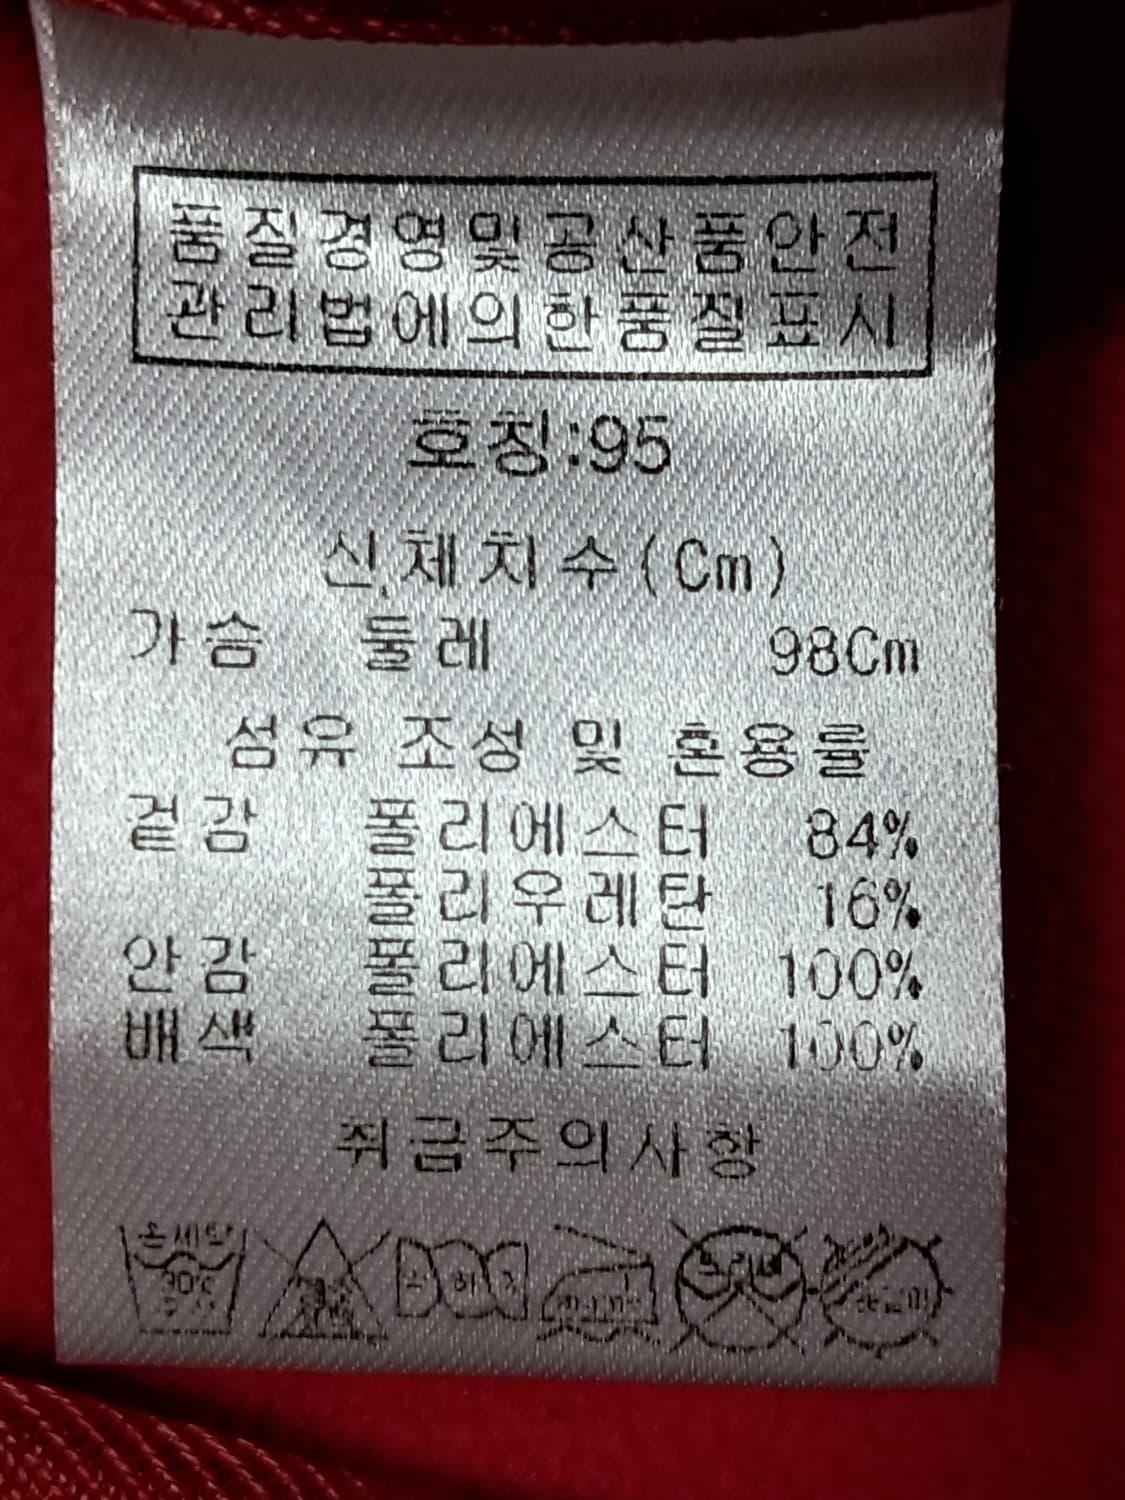 품질경영및공산품안전
관리법에의한품질표시
호칭:95
신체치수(Cm)
가슴 둘레 98Cm
섬유 조성 및 혼용률
겉감 폴리에스터 84%
폴리우레탄 16%
안감 폴리에스터 100%
배색 폴리에스터 100%
취급주의사항
손세탁
30℃